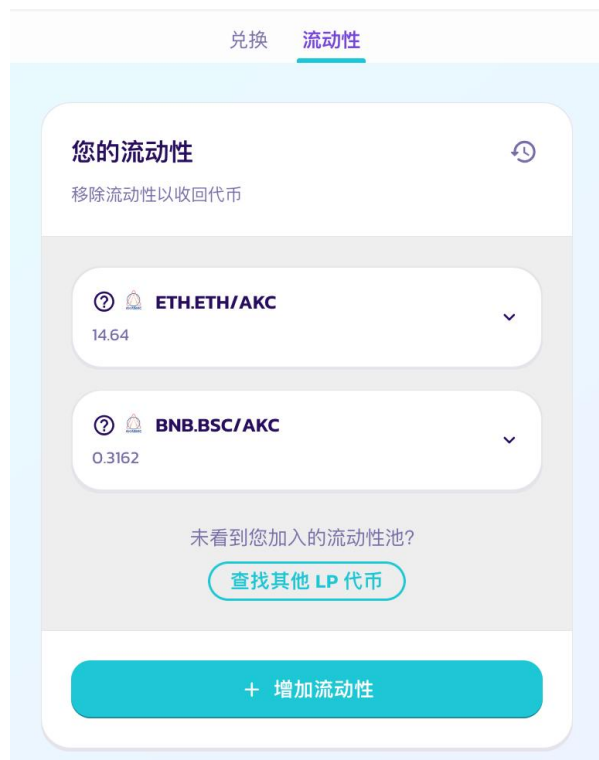 兑换 流动性
您的流动性
移除流动性以收回代币
ETH.ETH/AKC
14.64
BNB.BSC/AKC
0.3162
未看到您加入的流动性池?
查找其他 LP 代币
+ 增加流动性